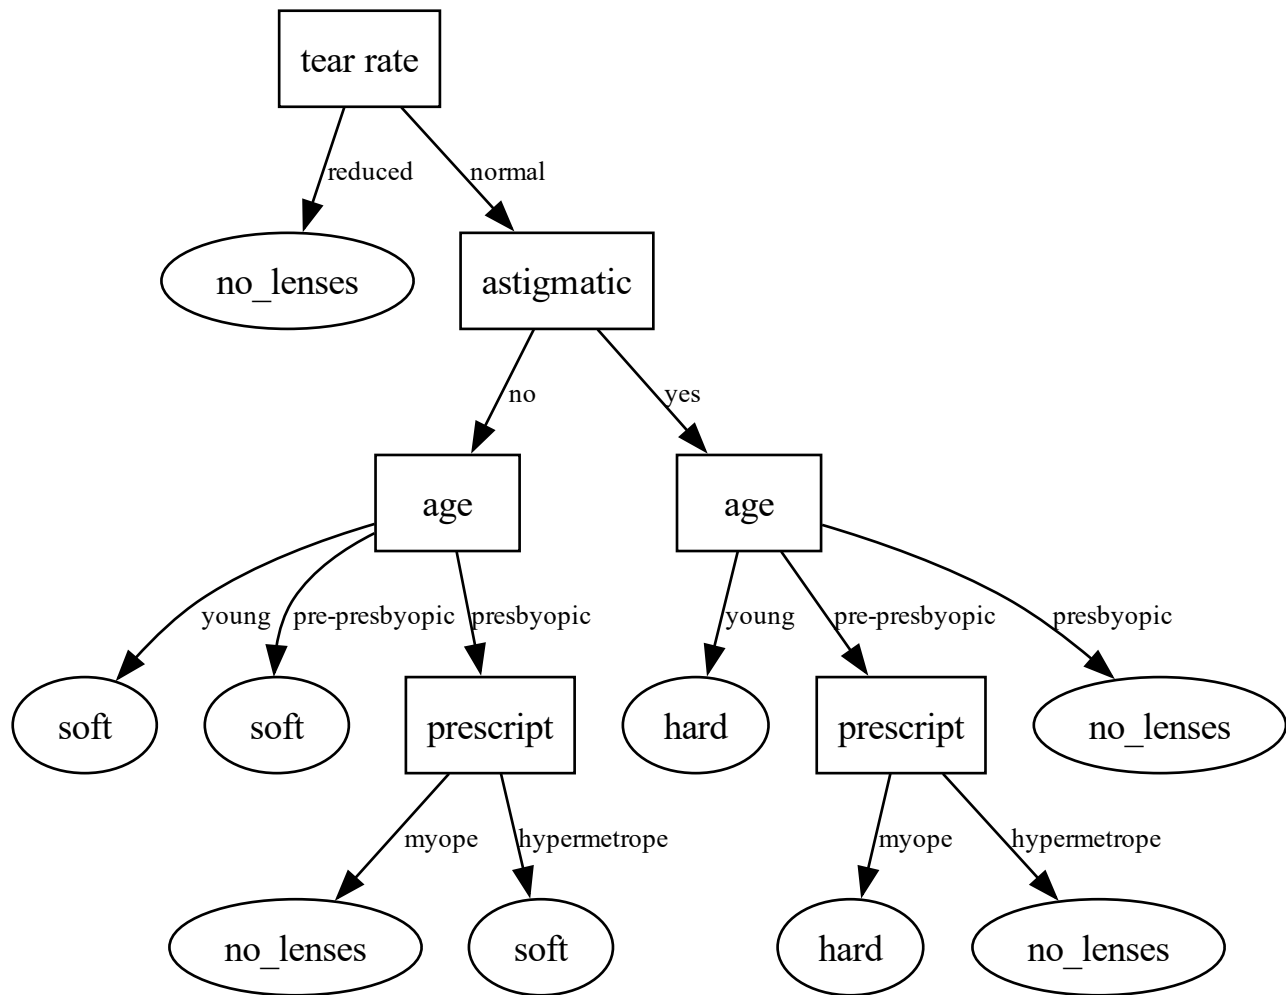 tear rate
reduced
normal
no_lenses
astigmatic
no
yes
age
age
young
pre-presbyopic
presbyopic
young
pre-presbyopic
presbyopic
soft
soft
prescript
hard
prescript
no_lenses
myope
hypermetrope
myope
hypermetrope
no_lenses
soft
hard
no_lenses